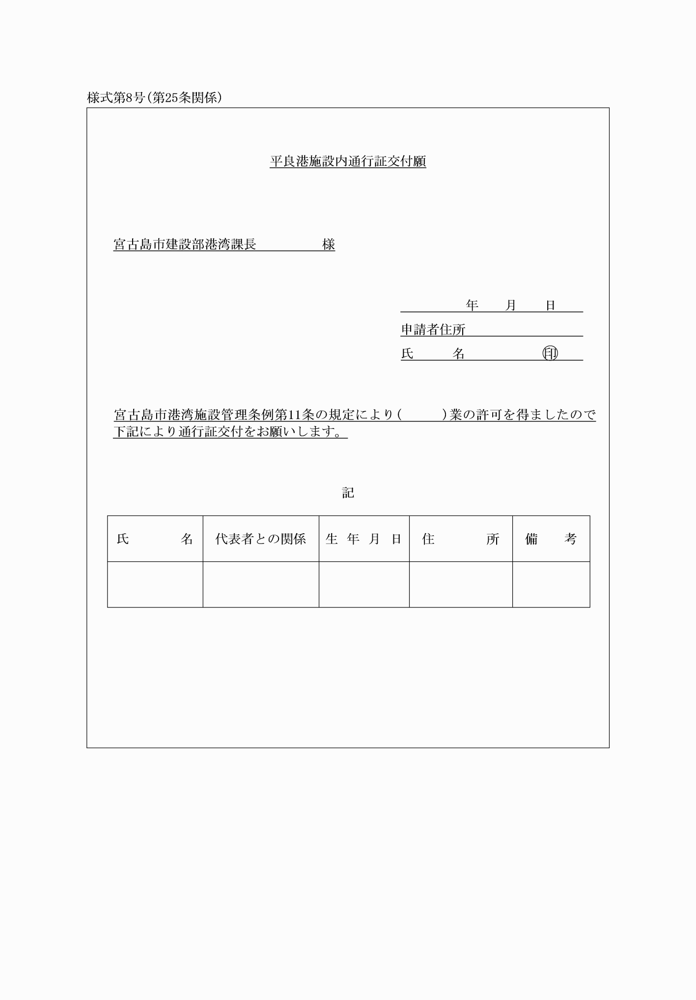 様式第8号(第25条関係)
平良港施設内通行証交付願
宮古島市建設部港湾課長　　　　　様
年　　月　　日
申請者住所
氏　　　名　　　　　　㊞
宮古島市港湾施設管理条例第11条の規定により(　　　)業の許可を得ましたので
下記により通行証交付をお願いします。
記
氏　　　　名　代表者との関係　生年月日　住　　　　所　備　　考